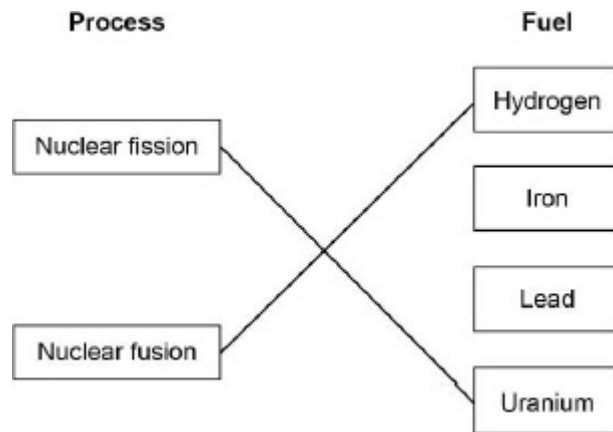 Process
Fuel
Hydrogen
Nuclear fission
Iron
Lead
Nuclear fusion
Uranium